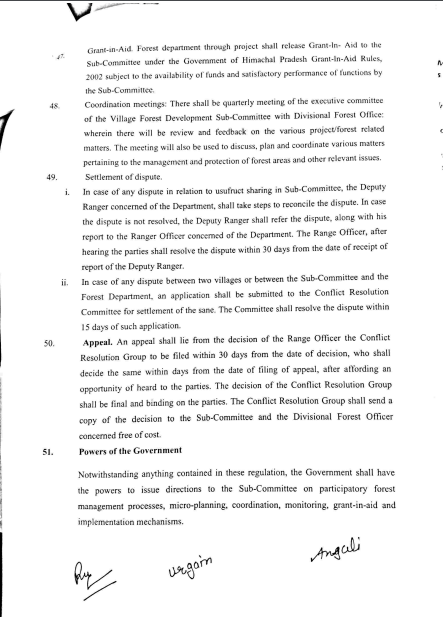 47.
Grant-in-Aid. Forest department through project shall release Grant-In- Aid to the
Sub-Committee under the Government of Himachal Pradesh Grant-In-Aid Rules,
2002 subject to the availability of funds and satisfactory performance of functions by
the Sub-Committee.
48. Coordination meetings: There shall be quarterly meeting of the executive committee
of the Village Forest Development Sub-Committee with Divisional Forest Office:
wherein there will be review and feedback on the various project/forest related
matters. The meeting will also be used to discuss, plan and coordinate various matters
pertaining to the management and protection of forest areas and other relevant issues.
49. Settlement of dispute.
i. In case of any dispute in relation to usufruct sharing in Sub-Committee, the Deputy
Ranger concerned of the Department, shall take steps to reconcile the dispute. In case
the dispute is not resolved, the Deputy Ranger shall refer the dispute, along with his
report to the Ranger Officer concerned of the Department. The Range Officer, after
hearing the parties shall resolve the dispute within 30 days from the date of receipt of
report of the Deputy Ranger.
ii. In case of any dispute between two villages or between the Sub-Committee and the
Forest Department, an application shall be submitted to the Conflict Resolution
Committee for settlement of the sane. The Committee shall resolve the dispute within
15 days of such application.
50. Appeal. An appeal shall lie from the decision of the Range Officer the Conflict
Resolution Group to be filed within 30 days from the date of decision, who shall
decide the same within days from the date of filing of appeal, after affording an
opportunity of heard to the parties. The decision of the Conflict Resolution Group
shall be final and binding on the parties. The Conflict Resolution Group shall send a
copy of the decision to the Sub-Committee and the Divisional Forest Officer
concerned free of cost.
51. Powers of the Government
Notwithstanding anything contained in these regulation, the Government shall have
the powers to issue directions to the Sub-Committee on participatory forest
management processes, micro-planning, coordination, monitoring, grant-in-aid and
implementation mechanisms.
urgain
Angali